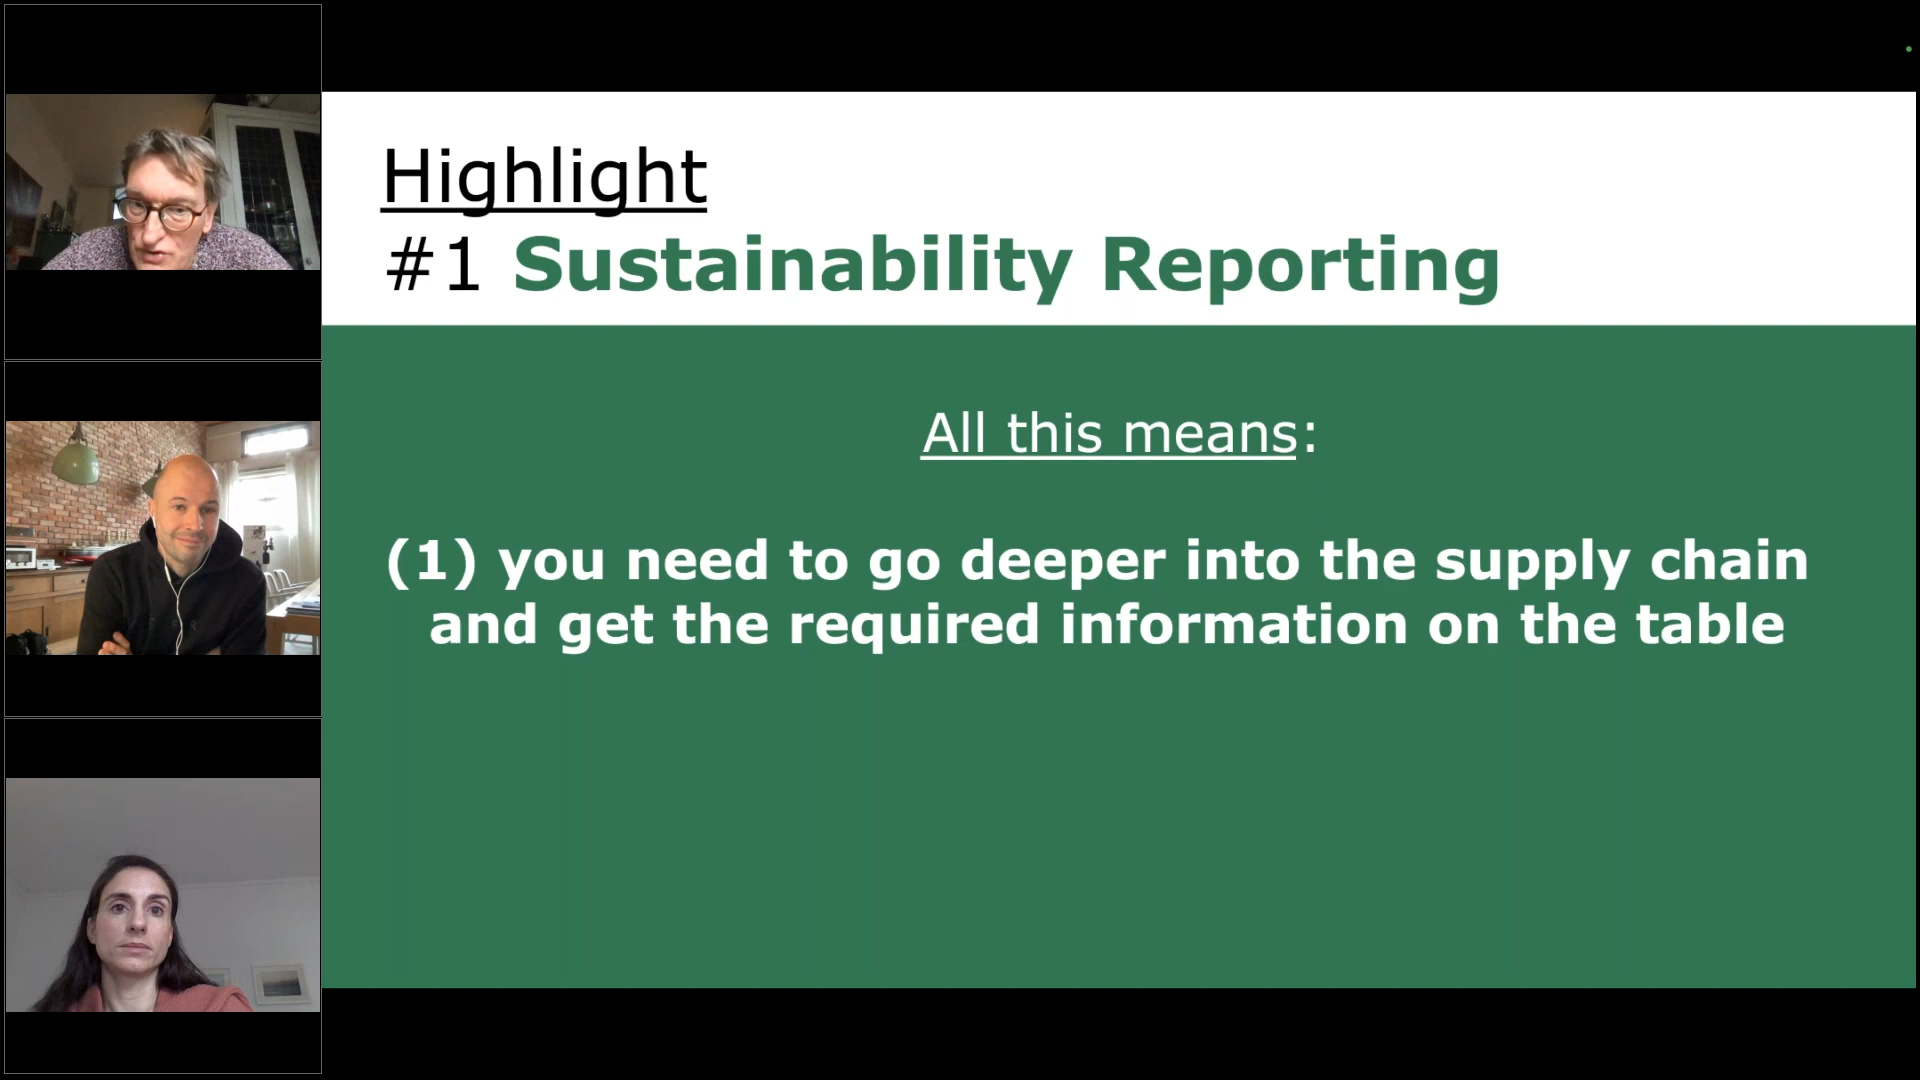 Highlight
#1 Sustainability Reporting
All this means:
(1) you need to go deeper into the supply chain
and get the required information on the table